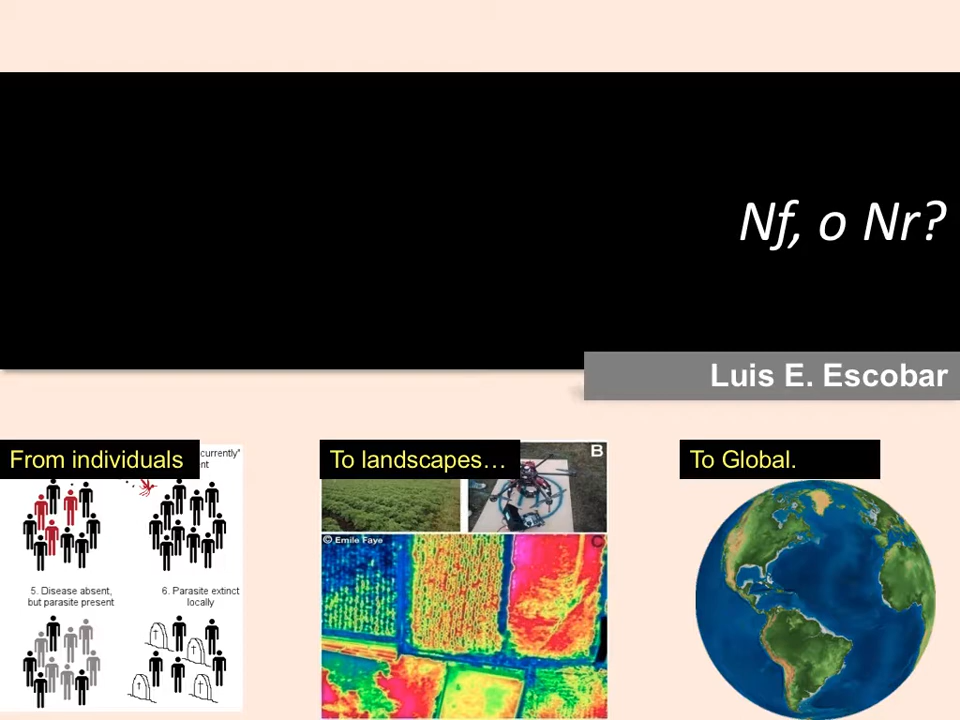 Nf, o Nr?
Luis E. Escobar
From individuals
currently"
To landscapes…
B
To Global.
© Emile Faye
C
5. Disease absent,
but parasite present
6. Parasite extinct
locally